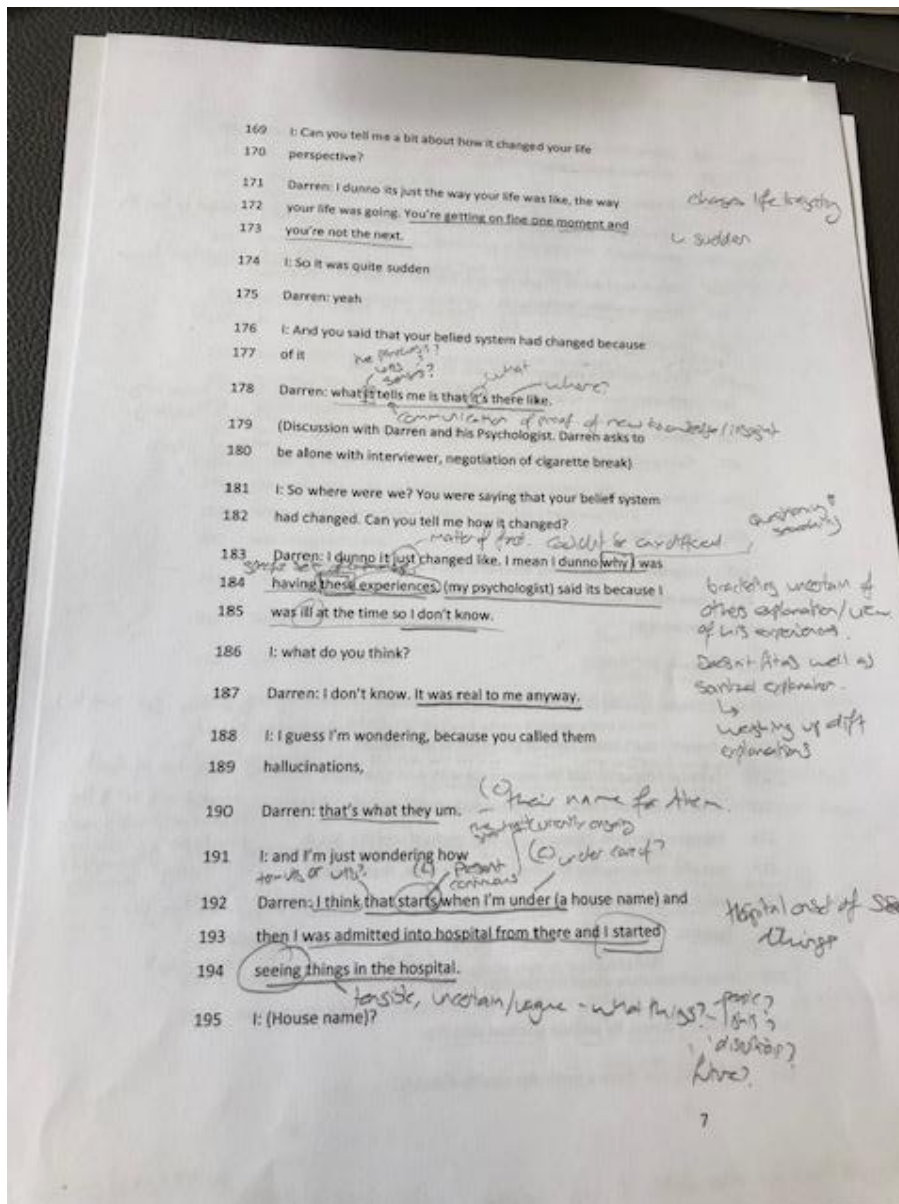 169 I: Can you tell me a bit about how it changed your life
170 perspective?
171 Darren: I dunno its just the way your life was like, the way
changes life
172 your life was going. You're getting on fine one moment and
173 you're not the next.
sudden
174 I: So it was quite sudden
175 Darren: yeah
176 I: And you said that your belied system had changed because
177 of it
what
where?
178 Darren: what it tells me is that it's there like.
communication of proof of new knowledge/insight
179 (Discussion with Darren and his Psychologist. Darren asks to
180 be alone with interviewer, negotiation of cigarette break)
181 I: So where were we? You were saying that your belief system
182 had changed. Can you tell me how it changed?
Questioning
matter of fact.
183 Darren: I dunno it just changed like. I mean I dunno why I was
184 having these experiences, (my psychologist) said its because I
185 was ill at the time so I don't know.
bracketing uncertain of
others explanation/view
of his experiences.
186 I: what do you think?
Doesn't fit as well as
explanation.
187 Darren: I don't know. It was real to me anyway.
weighing up diff
explanations
188 I: I guess I'm wondering, because you called them
189 hallucinations,
their name for them.
190 Darren: that's what they um.
currently ongoing
under care of?
191 I: and I'm just wondering how
Present
continuous
192 Darren: I think that starts when I'm under (a house name) and
Hospital onset of
things
193 then I was admitted into hospital from there and I started
194 seeing things in the hospital.
uncertain/vague - what things?
195 I: (House name)?
7